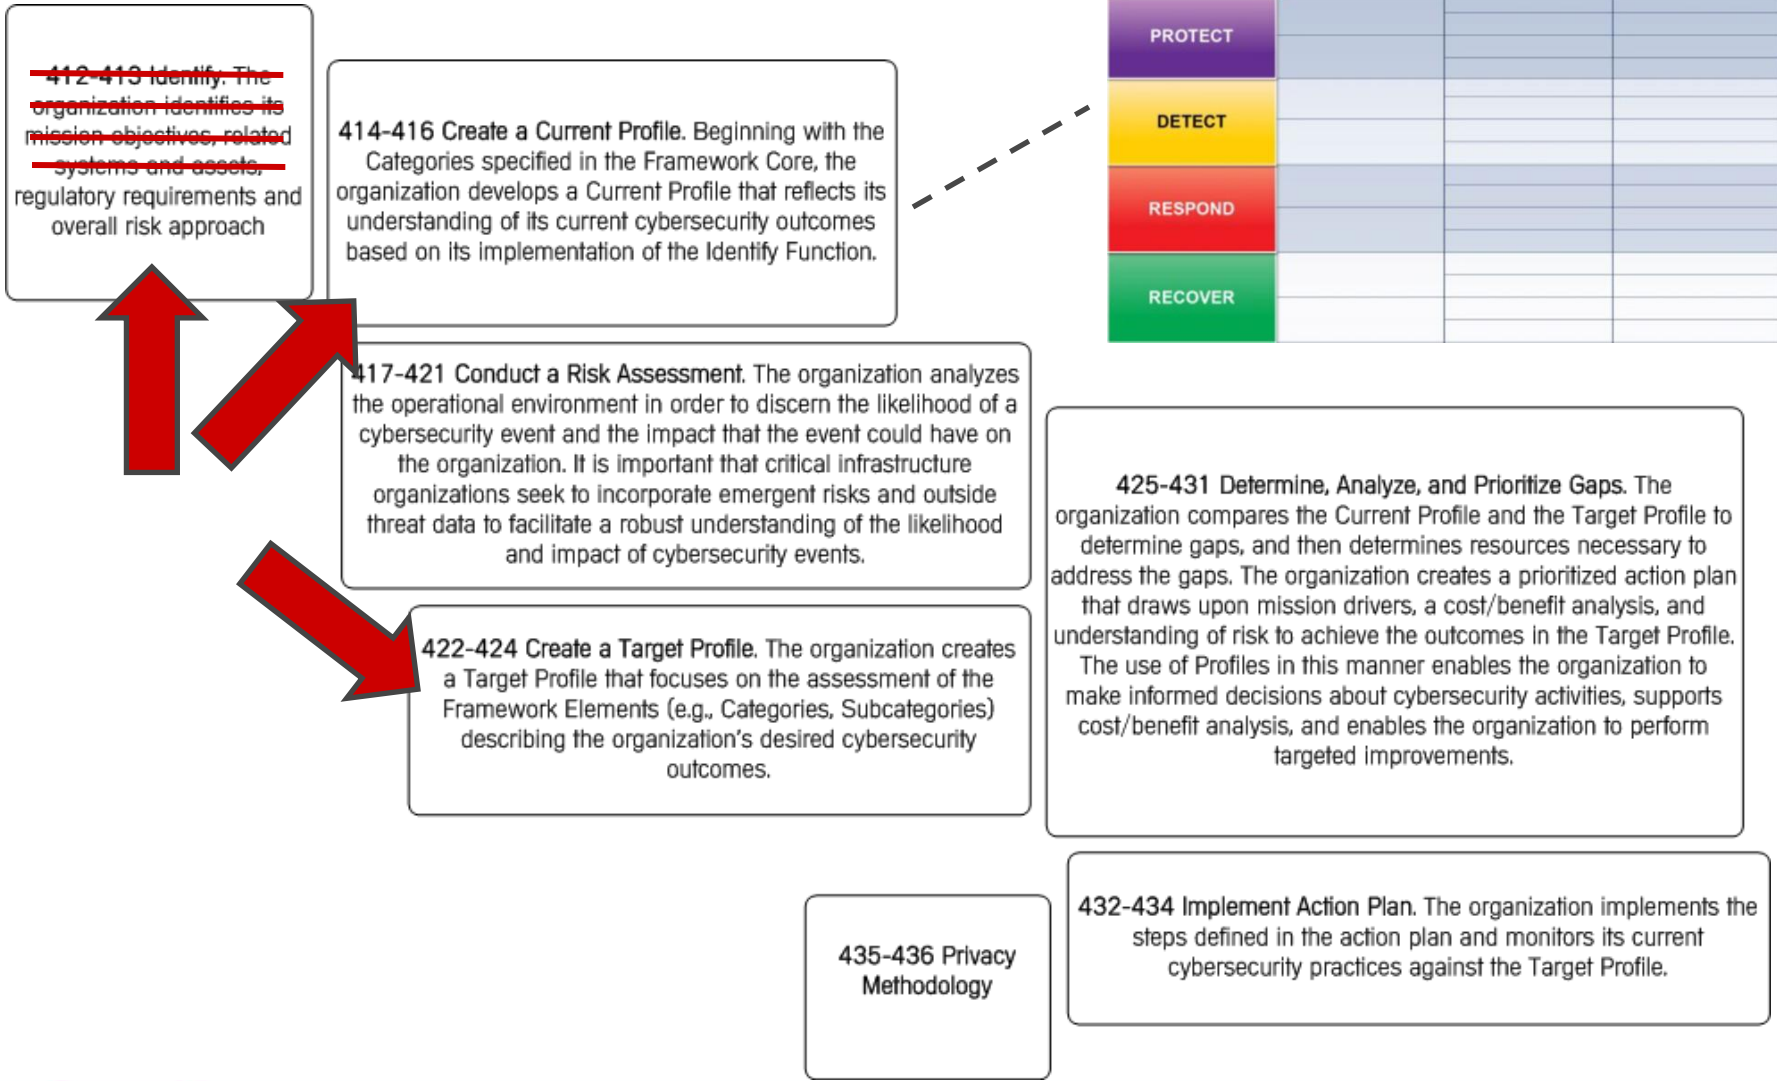 412-413 Identify. The
organization identifies its
mission objectives, related
systems and assets,
regulatory requirements and
overall risk approach
414-416 Create a Current Profile. Beginning with the
Categories specified in the Framework Core, the
organization develops a Current Profile that reflects its
understanding of its current cybersecurity outcomes
based on its implementation of the Identify Function.
PROTECT
DETECT
RESPOND
RECOVER
417-421 Conduct a Risk Assessment. The organization analyzes
the operational environment in order to discern the likelihood of a
cybersecurity event and the impact that the event could have on
the organization. It is important that critical infrastructure
organizations seek to incorporate emergent risks and outside
threat data to facilitate a robust understanding of the likelihood
and impact of cybersecurity events.
422-424 Create a Target Profile. The organization creates
a Target Profile that focuses on the assessment of the
Framework Elements (e.g., Categories, Subcategories)
describing the organization's desired cybersecurity
outcomes.
425-431 Determine, Analyze, and Prioritize Gaps. The
organization compares the Current Profile and the Target Profile to
determine gaps, and then determines resources necessary to
address the gaps. The organization creates a prioritized action plan
that draws upon mission drivers, a cost/benefit analysis, and
understanding of risk to achieve the outcomes in the Target Profile.
The use of Profiles in this manner enables the organization to
make informed decisions about cybersecurity activities, supports
cost/benefit analysis, and enables the organization to perform
targeted improvements.
432-434 Implement Action Plan. The organization implements the
steps defined in the action plan and monitors its current
cybersecurity practices against the Target Profile.
435-436 Privacy
Methodology